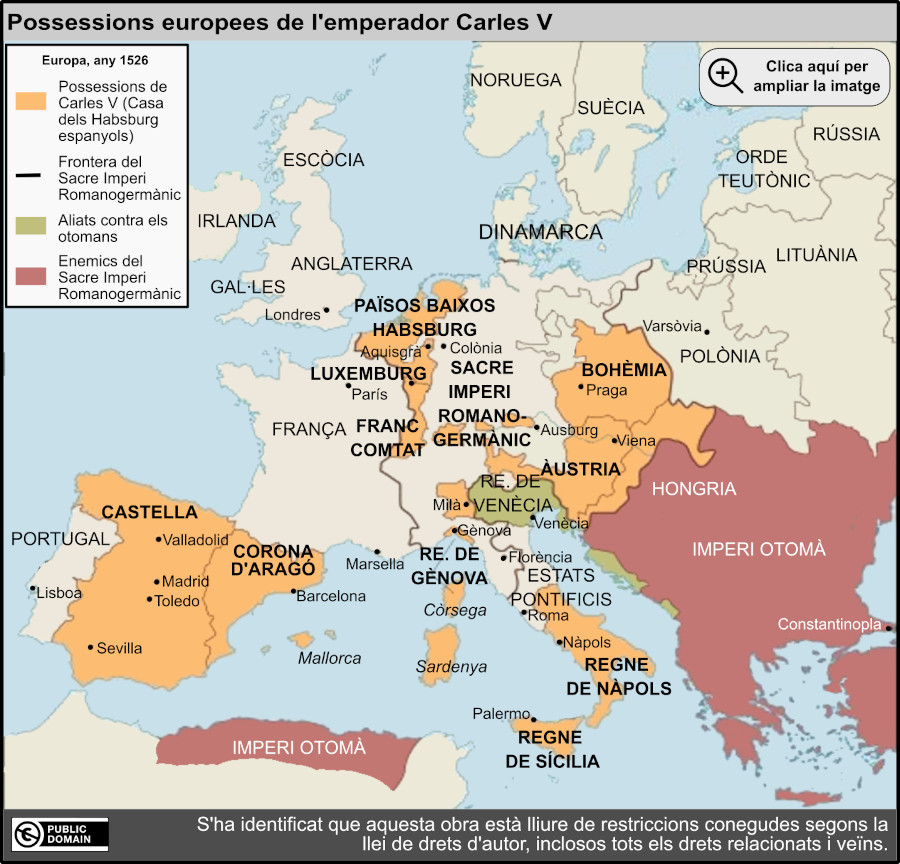 Possessions europees de l'emperador Carles V
Europa, any 1526
Possessions de
Carles V (Casa
dels Habsburg
espanyols)
Frontera del
Sacre Imperi
Romanogermànic
Aliats contra els
otomans
Enemics del
Sacre Imperi
Romanogermànic
Clica aquí per
ampliar la imatge
NORUEGA
SUÈCIA
RÚSSIA
ESCÒCIA
ORDE
TEUTÒNIC
IRLANDA
DINAMARCA
ANGLATERRA
LITUÀNIA
PRÚSSIA
GAL·LES
Londres
PAÏSOS BAIXOS
HABSBURG
Varsòvia
Aquisgrà
Colònia
POLÒNIA
LUXEMBURG
SACRE
IMPERI
ROMANO-
GERMÀNIC
BOHÈMIA
Praga
París
FRANÇA
FRANC
COMTAT
Ausburg
Viena
ÀUSTRIA
RE. DE
VENÈCIA
HONGRIA
Milà
Venècia
CASTELLA
PORTUGAL
Valladolid
CORONA
D'ARAGÓ
Gènova
IMPERI OTOMÀ
Marsella
RE. DE
GÈNOVA
Florència
ESTATS
PONTIFICIS
Madrid
Toledo
Lisboa
Barcelona
Còrsega
Roma
Constantinopla
Sevilla
Mallorca
Sardenya
Nàpols
REGNE
DE NÀPOLS
Palermo
IMPERI OTOMÀ
REGNE
DE SÍCILIA
PUBLIC
DOMAIN
S'ha identificat que aquesta obra està lliure de restriccions conegudes segons la
llei de drets d'autor, inclosos tots els drets relacionats i veïns.